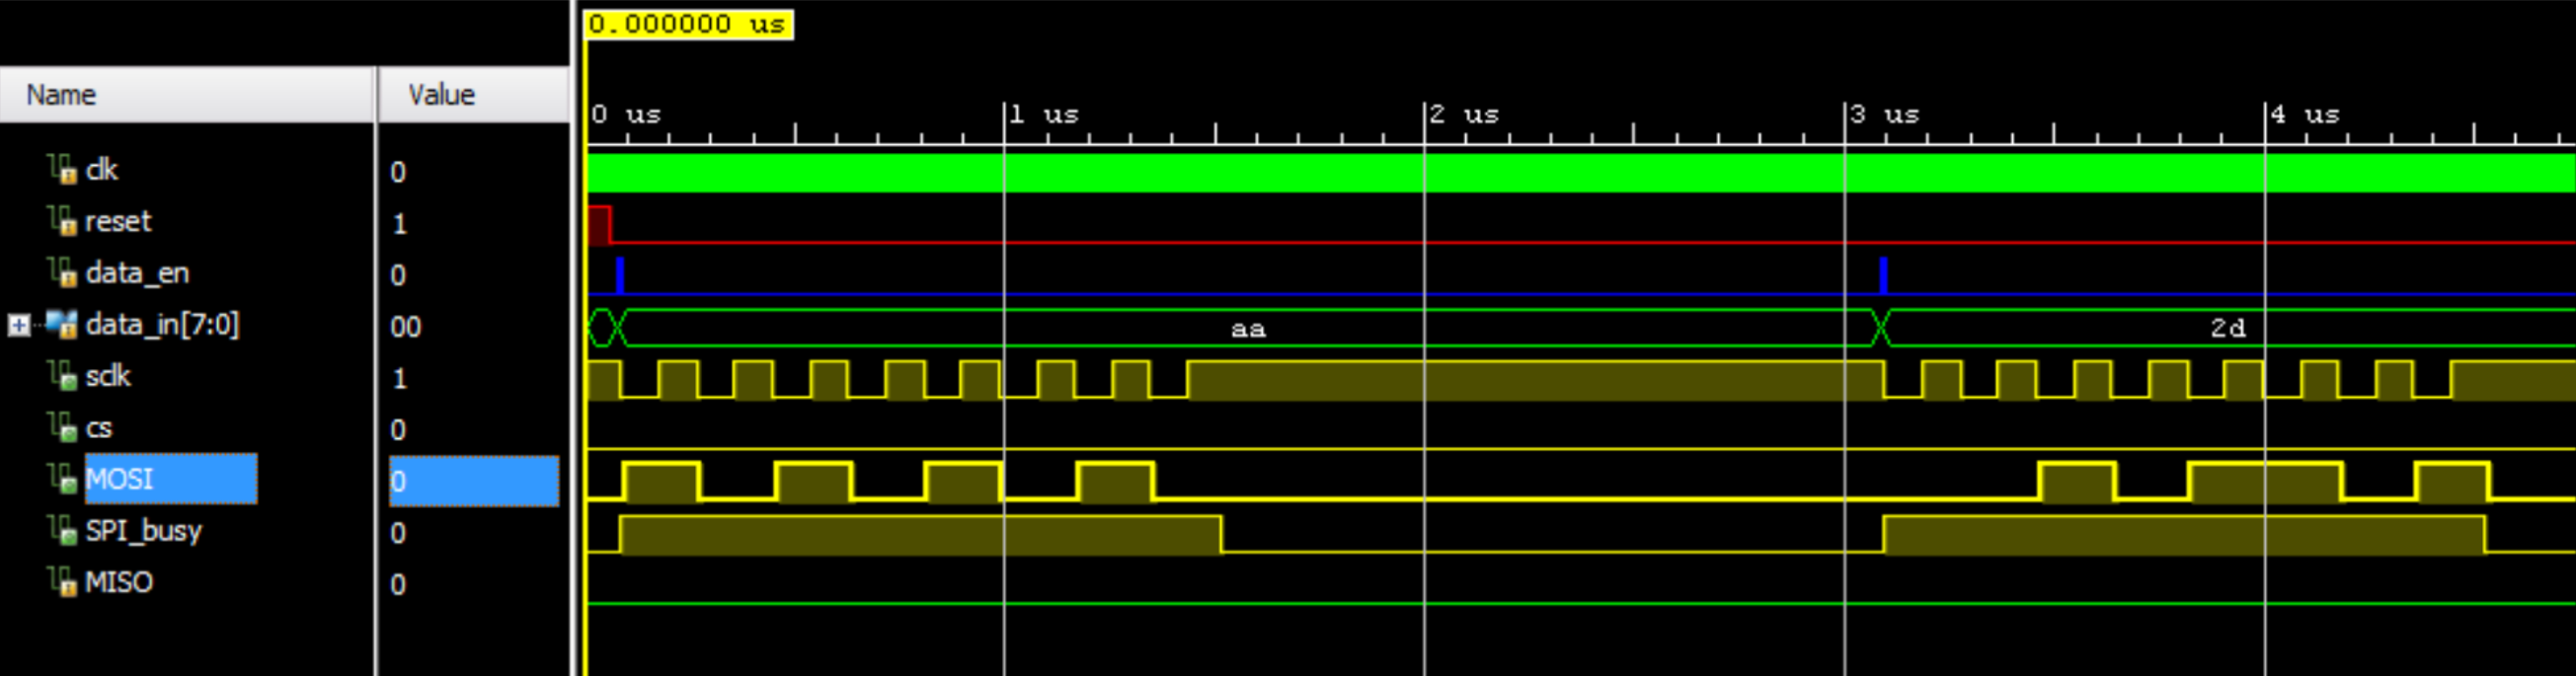 0.000000 us
Name Value
0 us 1 us 2 us 3 us 4 us
clk 0
reset 1
data_en 0
data_in[7:0] 00 aa 2d
sclk 1
cs 0
MOSI 0
SPI_busy 0
MISO 0